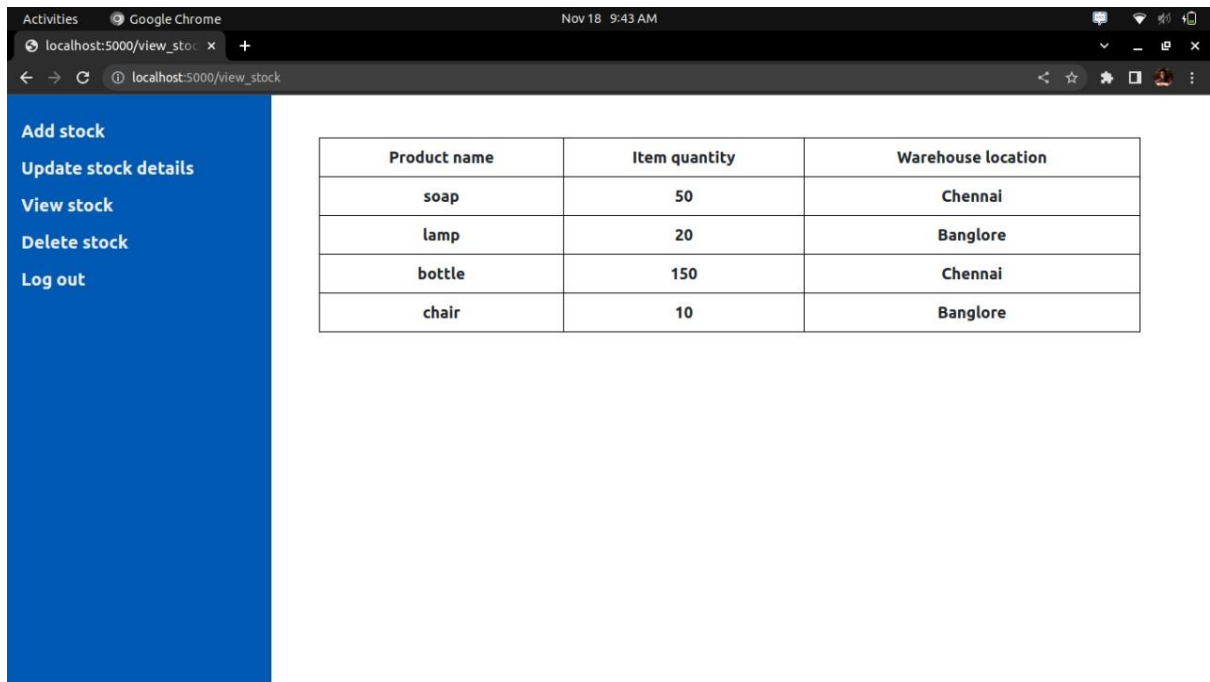 Activities Google Chrome Nov 18 9:43 AM
localhost:5000/view_stoc
localhost:5000/view_stock
Add stock
Update stock details
View stock
Delete stock
Log out
Product name Item quantity Warehouse location
soap 50 Chennai
lamp 20 Banglore
bottle 150 Chennai
chair 10 Banglore